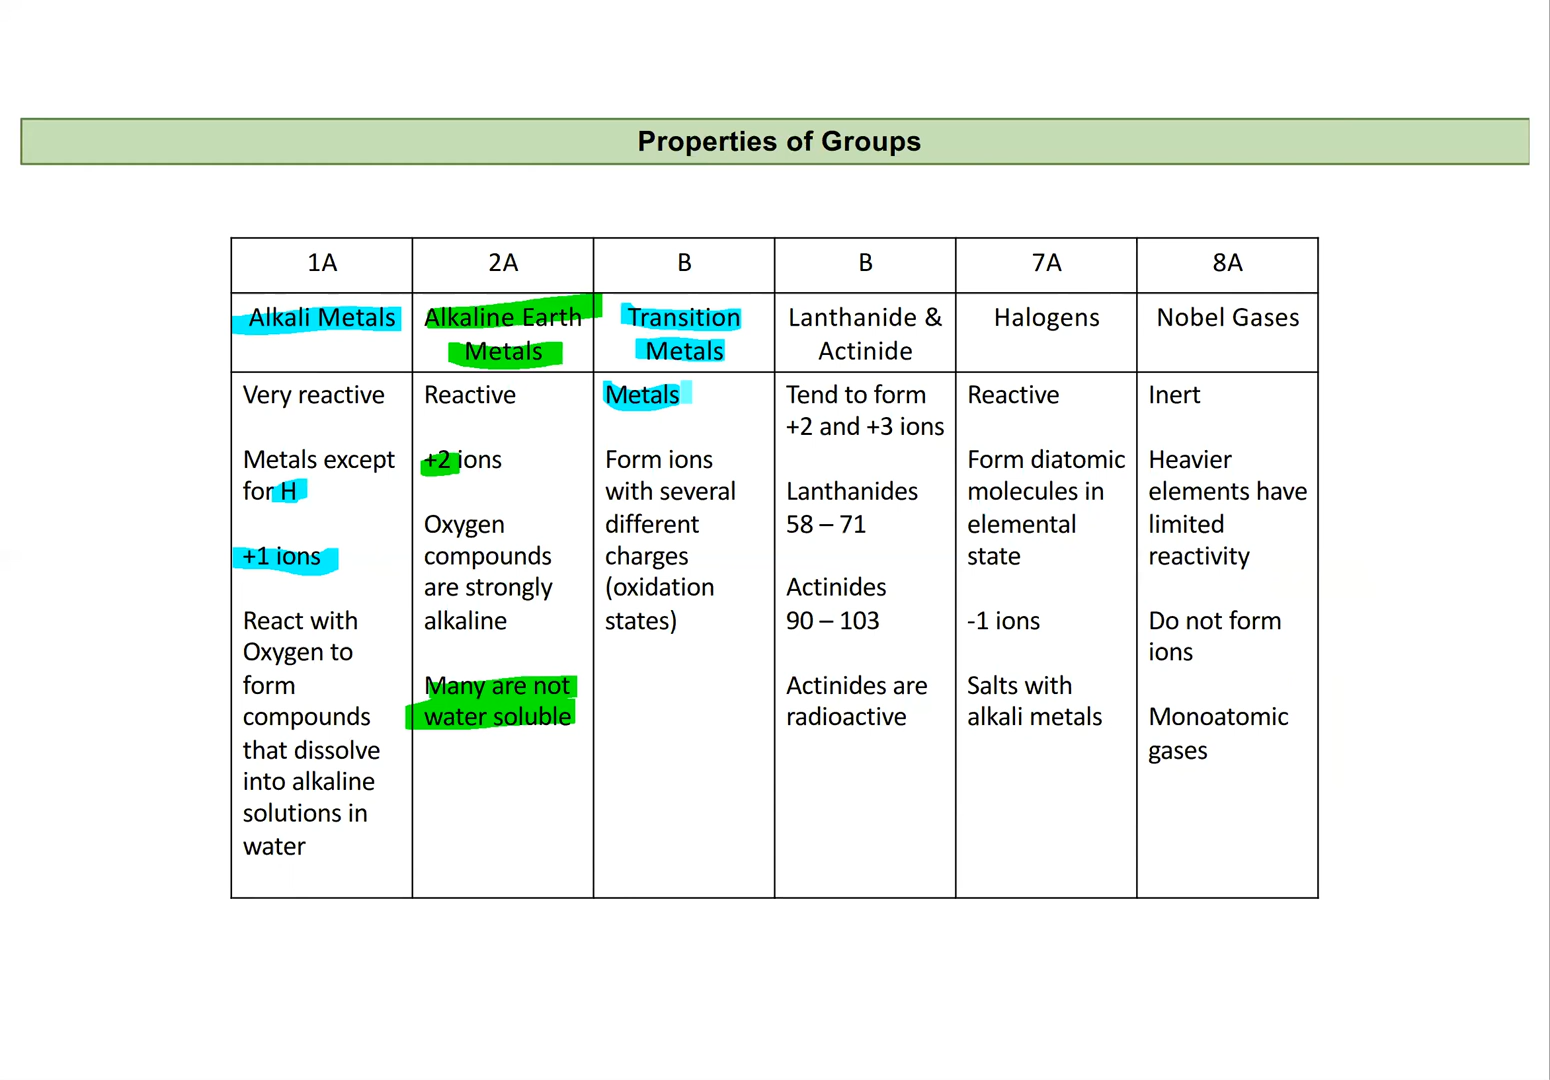 Properties of Groups
1A
2A
B
B
7A
8A
Alkali Metals
Alkaline Earth
Metals
Transition
Metals
Lanthanide &
Actinide
Halogens
Nobel Gases
Very reactive
Metals except
for H
+1 ions
React with
Oxygen to
form
compounds
that dissolve
into alkaline
solutions in
water
Reactive
+2 ions
Oxygen
compounds
are strongly
alkaline
Many are not
water soluble
Metals
Form ions
with several
different
charges
(oxidation
states)
Tend to form
+2 and +3 ions
Lanthanides
58 – 71
Actinides
90 – 103
Actinides are
radioactive
Reactive
Form diatomic
molecules in
elemental
state
-1 ions
Salts with
alkali metals
Inert
Heavier
elements have
limited
reactivity
Do not form
ions
Monoatomic
gases